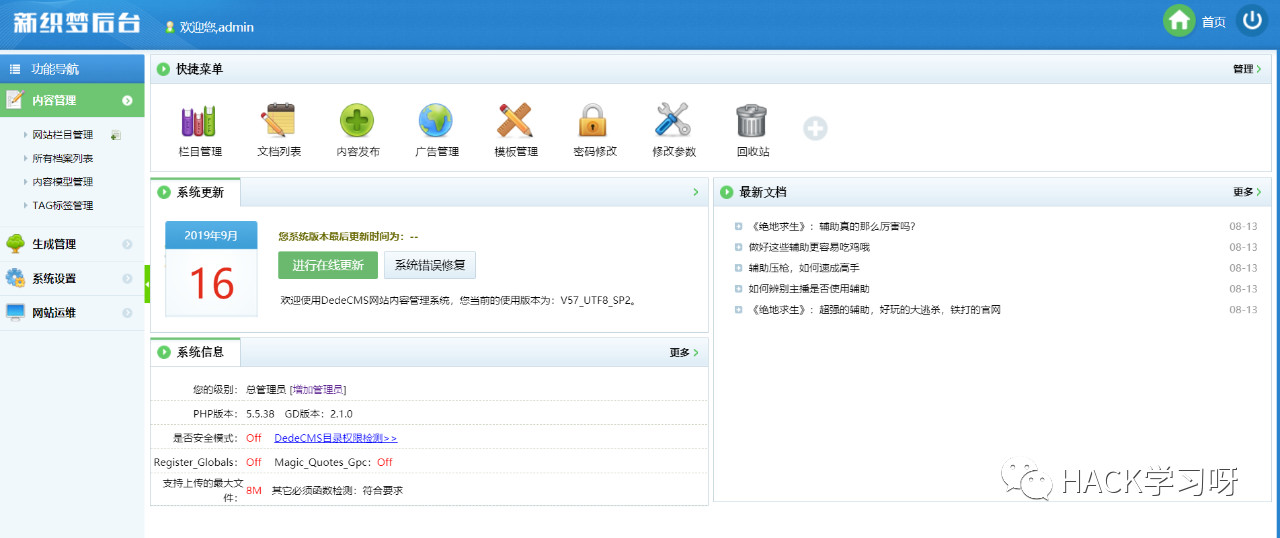 新织梦后台 欢迎您,admin 首页
功能导航
内容管理
网站栏目管理
所有档案列表
内容模型管理
TAG标签管理
生成管理
系统设置
网站运维
快捷菜单 管理
栏目管理 文档列表 内容发布 广告管理 模板管理 密码修改 修改参数 回收站
系统更新
2019年9月
16
您系统版本最后更新时间为：--
进行在线更新 系统错误修复
欢迎使用DedeCMS网站内容管理系统，您当前的使用版本为：V57_UTF8_SP2。
系统信息 更多
您的级别： 总管理员 [增加管理员]
PHP版本： 5.5.38 GD版本：2.1.0
是否安全模式： Off DedeCMS目录权限检测>>
Register_Globals： Off Magic_Quotes_Gpc：Off
支持上传的最大文
件： 8M 其它必须函数检测：符合要求
最新文档 更多
《绝地求生》：辅助真的那么厉害吗？ 08-13
做好这些辅助更容易吃鸡哦 08-13
辅助压枪，如何速成高手 08-13
如何辨别主播是否使用辅助 08-13
《绝地求生》：超强的辅助，好玩的大逃杀，铁打的官网 08-13
HACK学习呀